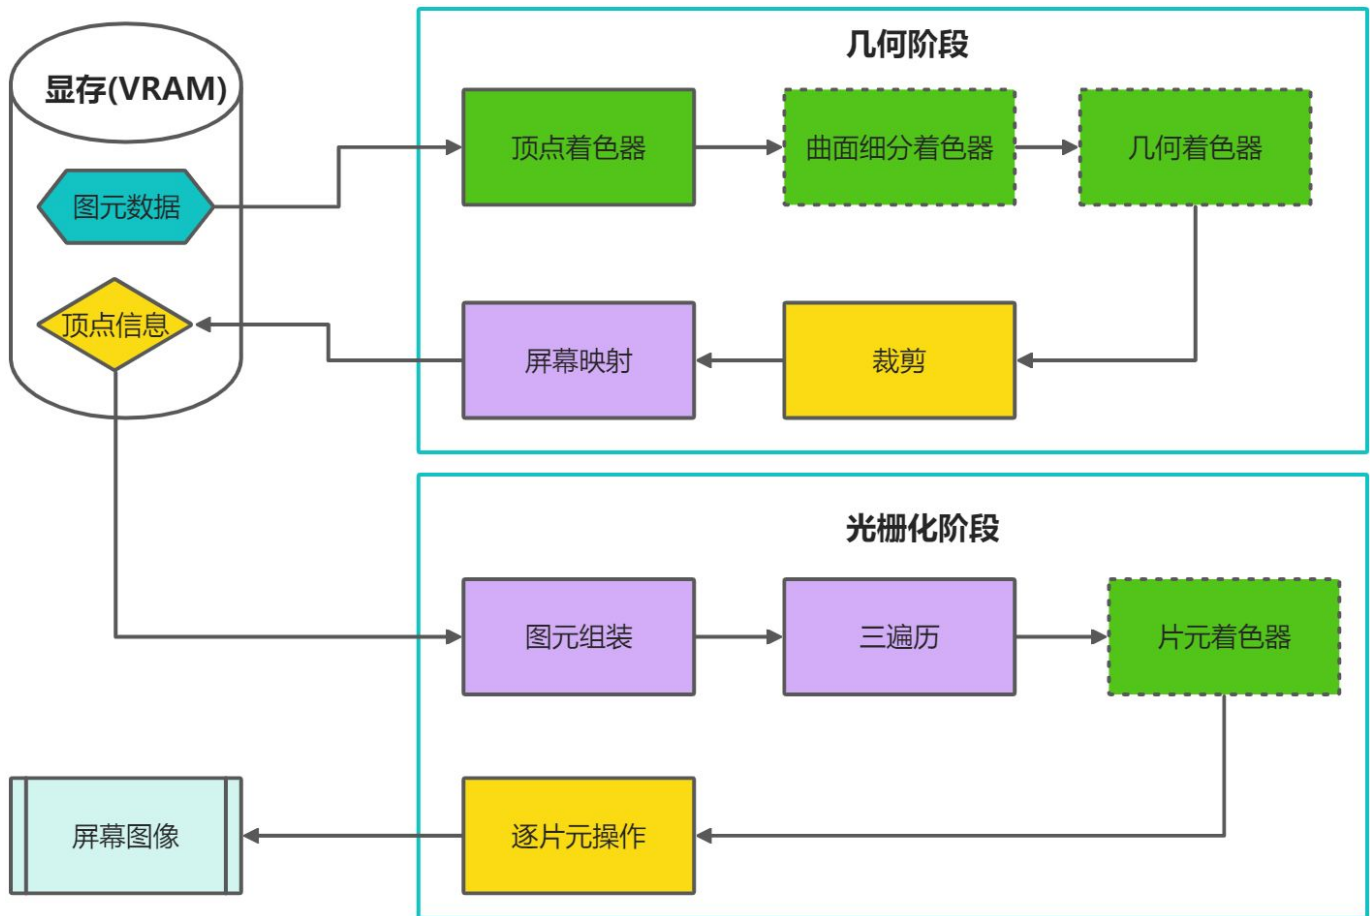 几何阶段
显存(VRAM)
顶点着色器
曲面细分着色器
几何着色器
图元数据
顶点信息
屏幕映射
裁剪
光栅化阶段
图元组装
三遍历
片元着色器
屏幕图像
逐片元操作